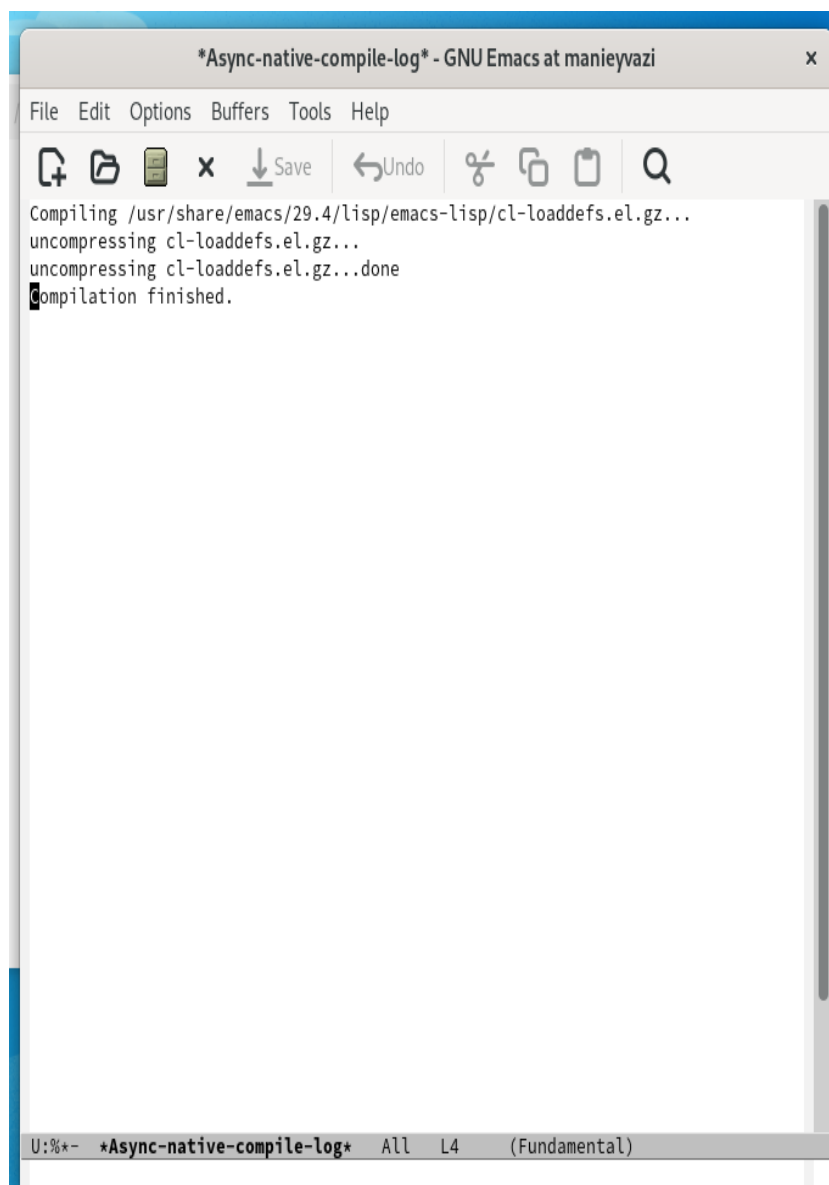 *Async-native-compile-log* - GNU Emacs at manieyvazi x
File Edit Options Buffers Tools Help
Save Undo
Compiling /usr/share/emacs/29.4/lisp/emacs-lisp/cl-loaddefs.el.gz...
uncompressing cl-loaddefs.el.gz...
uncompressing cl-loaddefs.el.gz...done
Compilation finished.
U:%*- *Async-native-compile-log* All L4 (Fundamental)